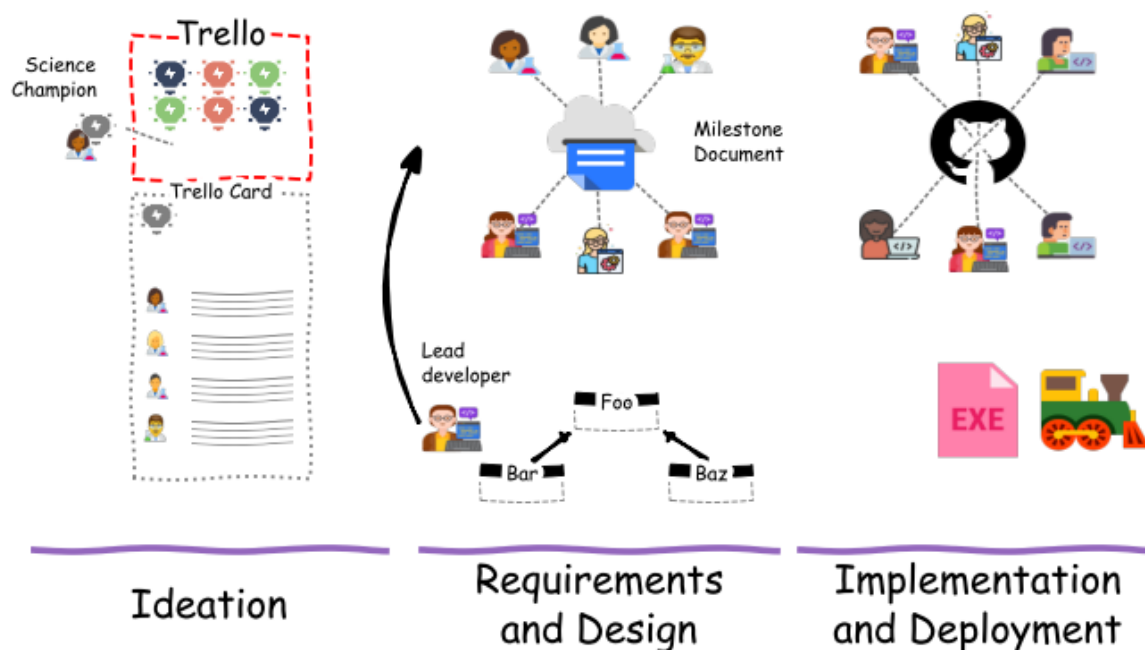 Trello
Science
Champion
Trello Card
Milestone
Document
Lead
developer
Foo
Bar
Baz
EXE
Ideation
Requirements
and Design
Implementation
and Deployment